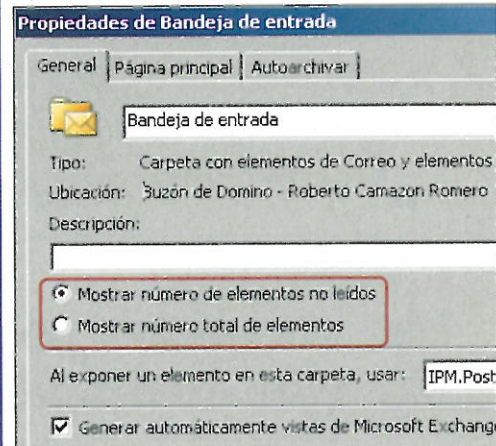 Propiedades de Bandeja de entrada
General Página principal Autoarchivar
Bandeja de entrada
Tipo: Carpeta con elementos de Correo y elementos
Ubicación: Buzón de Domino - Roberto Camazon Romero
Descripción:
Mostrar número de elementos no leídos
Mostrar número total de elementos
Al exponer un elemento en esta carpeta, usar: IPM.Post
Generar automáticamente vistas de Microsoft Exchang